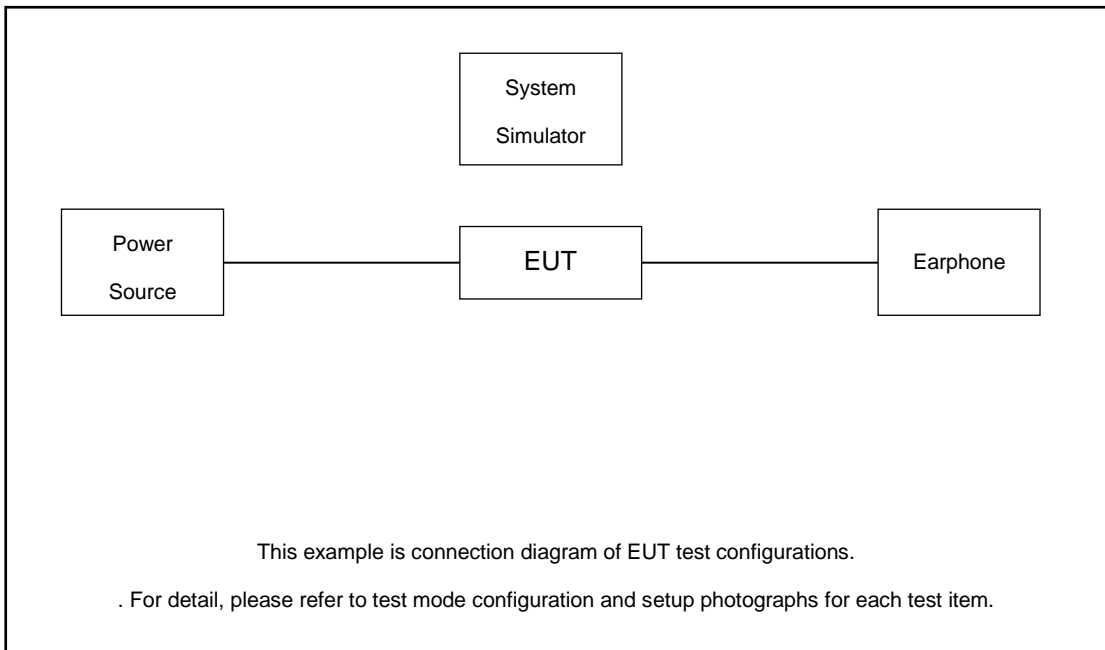 System
Simulator
Power
Source
EUT
Earphone
This example is connection diagram of EUT test configurations.
. For detail, please refer to test mode configuration and setup photographs for each test item.